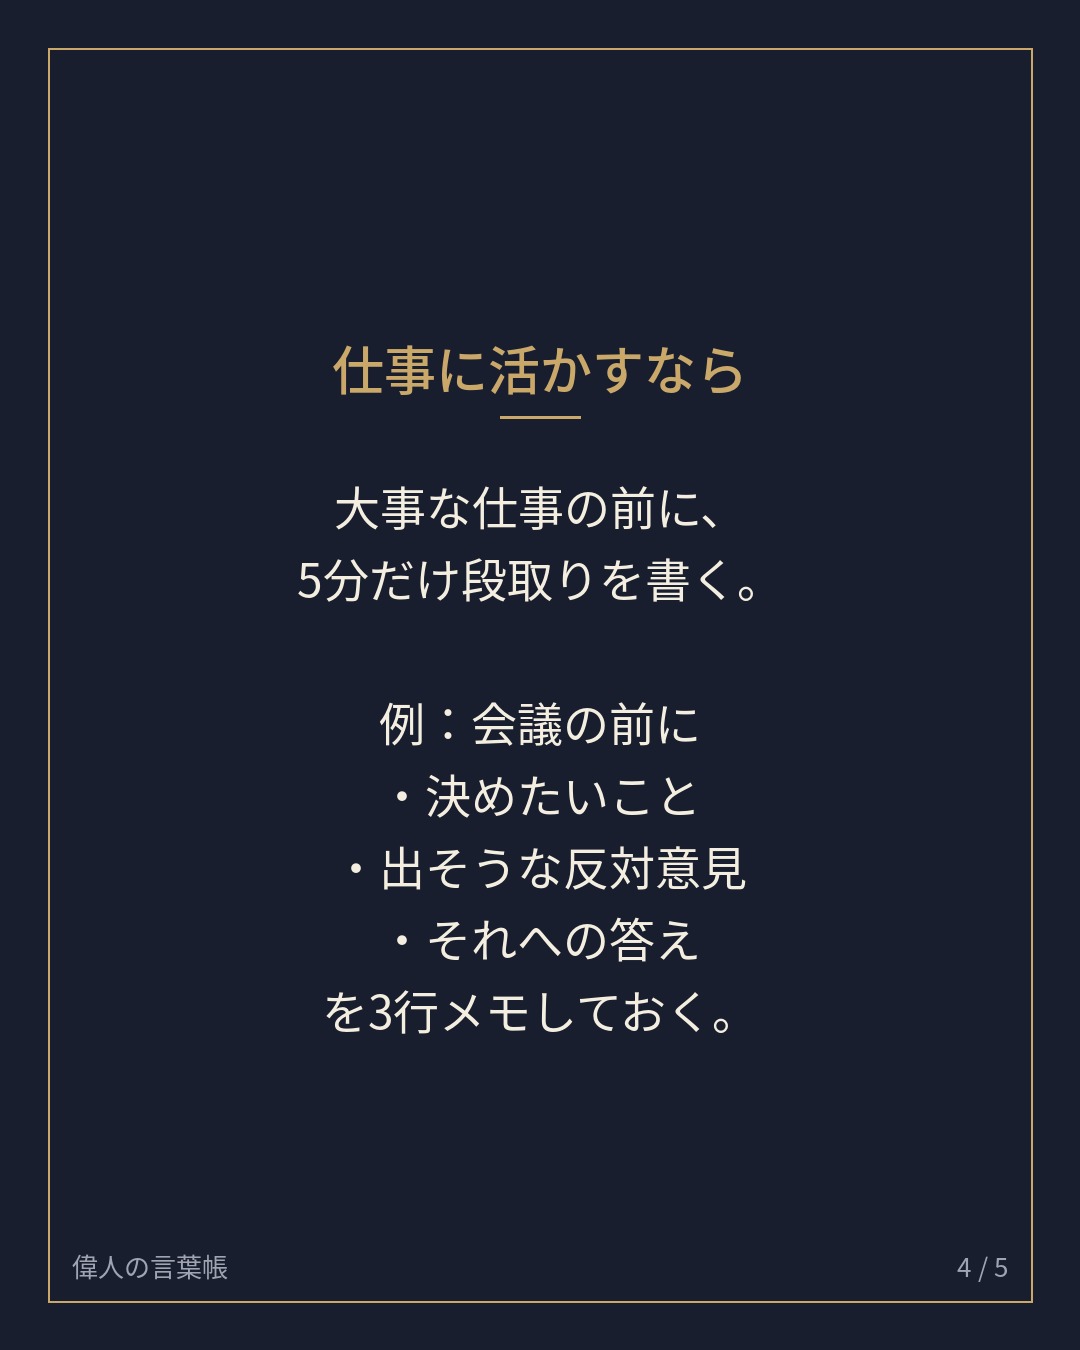 仕事に活かすなら
大事な仕事の前に、
5分だけ段取りを書く。
例：会議の前に
・決めたいこと
・出そうな反対意見
・それへの答え
を3行メモしておく。
偉人の言葉帳
4 / 5